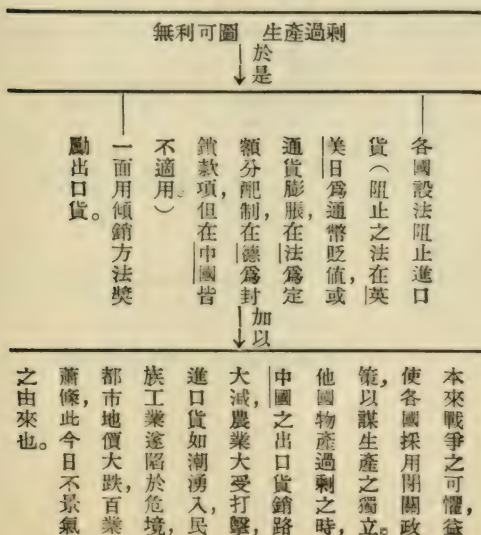 無利可圖 生產過剩
於是
各國設法阻止進口
貨（阻止之法在英
美日爲通幣貶値或
通貨膨脹，在法爲定
額分配制，在德爲封
鎖款項，但在中國皆
不適用。）
一面用傾銷方法獎
勵出口貨。
加以
本來戰爭之可懼，益
使各國採用閉關政
策，以謀生產之獨立。
他國物產過剩之時，
中國之出口貨銷路
大減，農業大受打擊，
進口貨如潮湧入，民
族工業遂陷於危境，
都市地價大跌，百業
蕭條，此今日不景氣
之由來也。